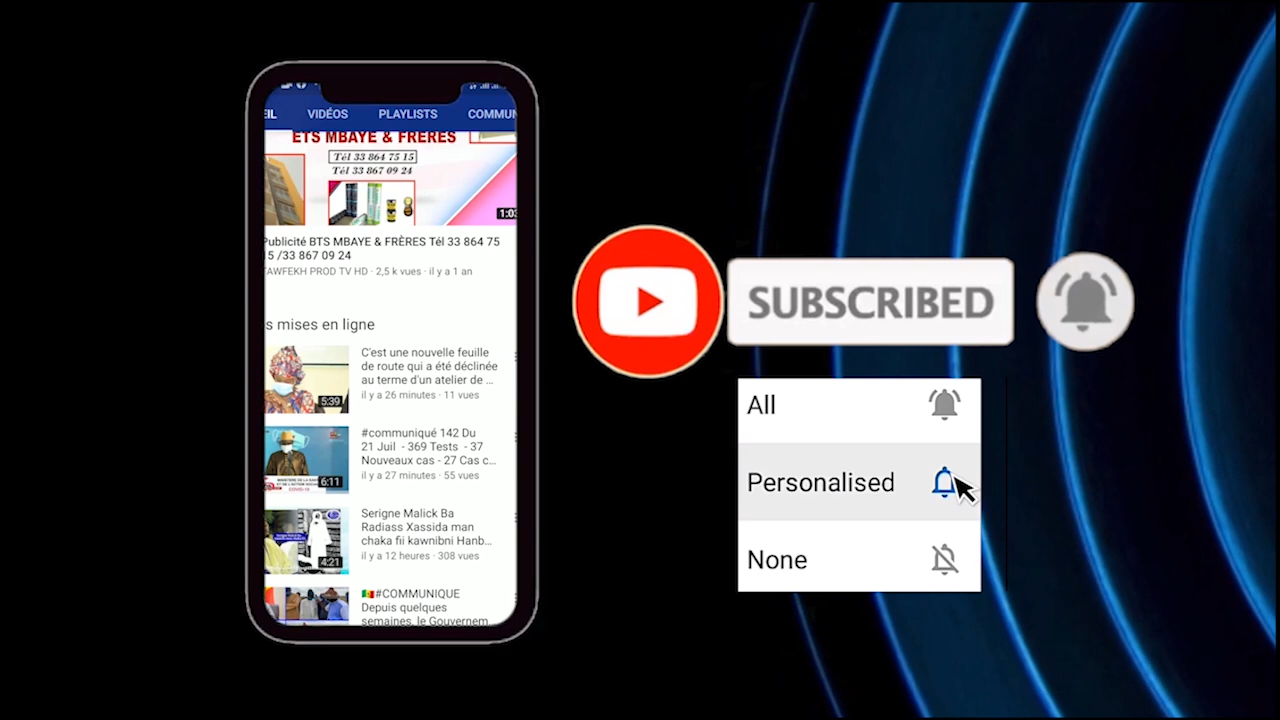 EIL VIDÉOS PLAYLISTS COMMUN
ETS MBAYE & FRERES
Tél 33 864 75 15
Tél 33 867 09 24
1:03
Publicité BTS MBAYE & FRÈRES Tél 33 864 75
15 /33 867 09 24
TAWFEKH PROD TV HD · 2,5 k vues · il y a 1 an
s mises en ligne
C'est une nouvelle feuille
de route qui a été déclinée
au terme d'un atelier de ...
il y a 26 minutes · 11 vues
5:39
#communiqué 142 Du
21 Juil - 369 Tests - 37
Nouveaux cas - 27 Cas c...
il y a 27 minutes · 55 vues
6:11
COVID-19
Serigne Malick Ba
Radiass Xassida man
chaka fii kawnibni Hanb...
il y a 12 heures · 308 vues
4:21
🇸🇳#COMMUNIQUE
Depuis quelques
semaines, le Gouvernem
SUBSCRIBED
All
Personalised
None